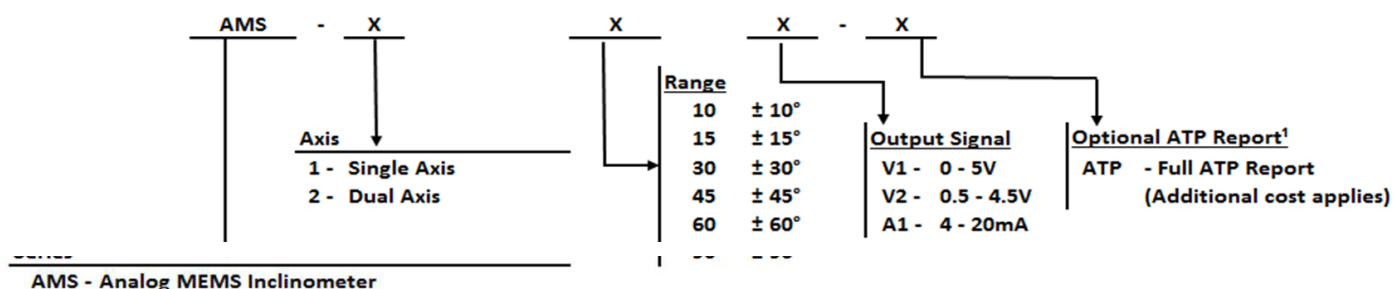 AMS - X X X - X
Range
10 ± 10°
15 ± 15°
30 ± 30°
45 ± 45°
60 ± 60°
Axis
1 - Single Axis
2 - Dual Axis
Output Signal
V1 - 0 - 5V
V2 - 0.5 - 4.5V
A1 - 4 - 20mA
Optional ATP Report¹
ATP - Full ATP Report
(Additional cost applies)
AMS - Analog MEMS Inclinometer